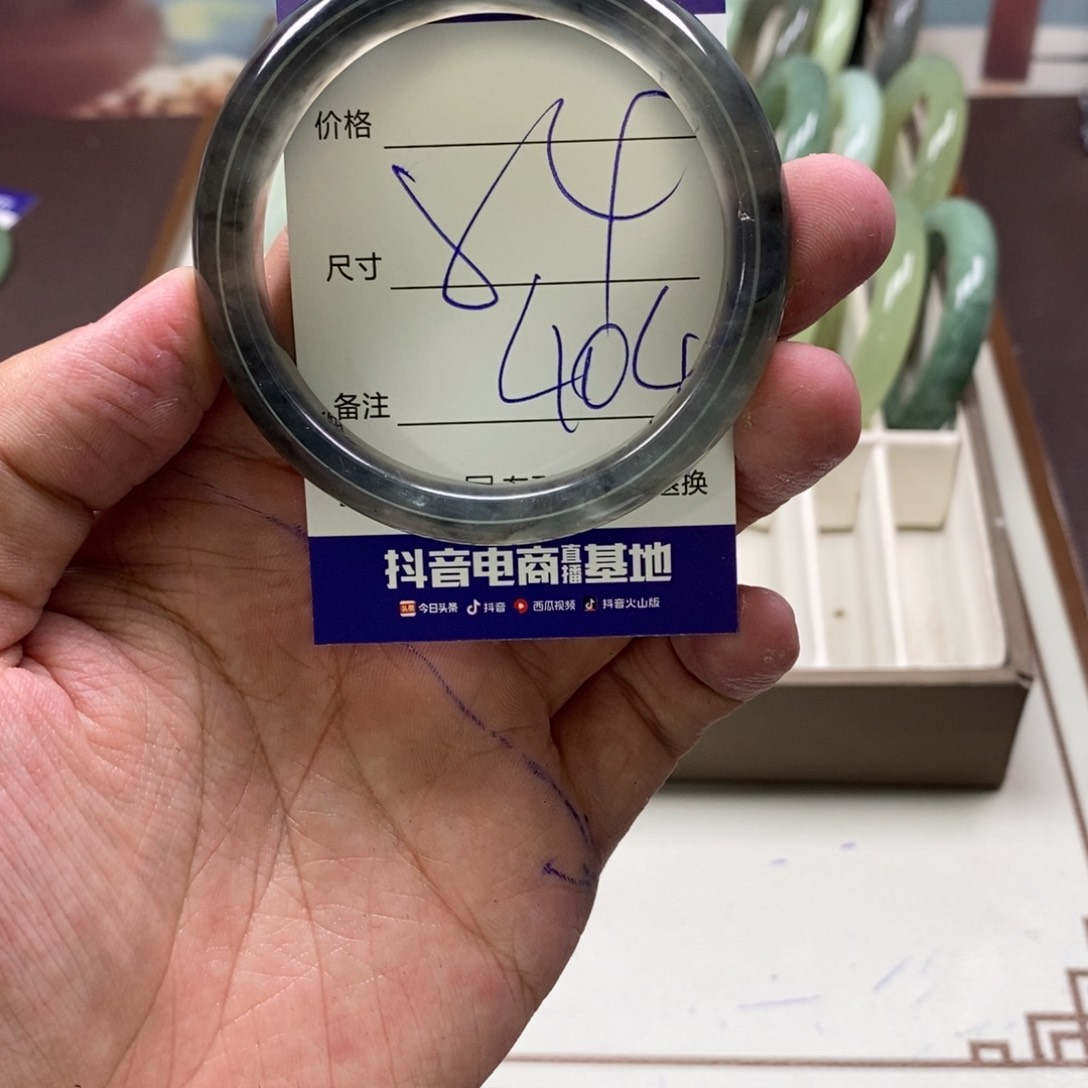 价格
84
尺寸
404
备注
退换
抖音电商直播基地
今日头条 抖音 西瓜视频 抖音火山版